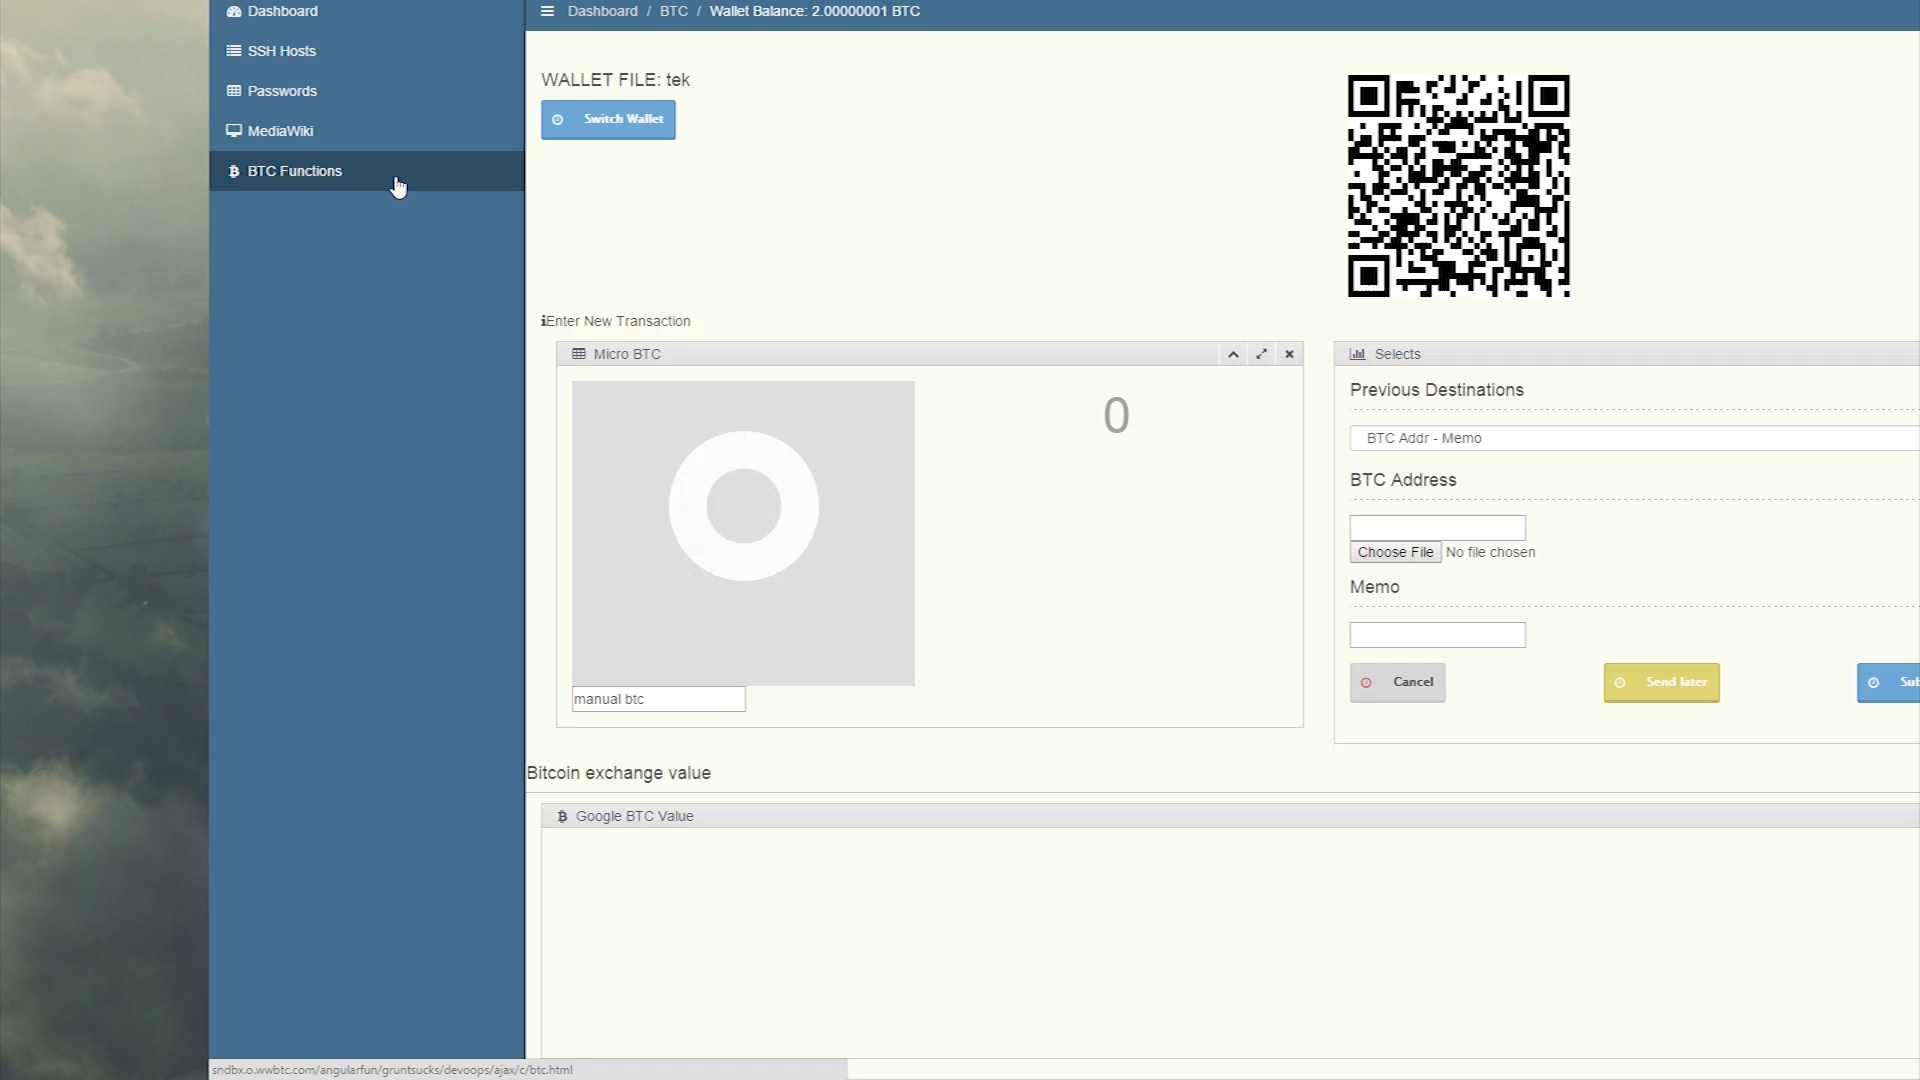 Dashboard
SSH Hosts
Passwords
MediaWiki
BTC Functions
Dashboard / BTC / Wallet Balance: 2.00000001 BTC
WALLET FILE: tek
Switch Wallet
Enter New Transaction
Micro BTC
0
manual btc
Selects
Previous Destinations
BTC Addr - Memo
BTC Address
Choose File No file chosen
Memo
Cancel
Send later
Sub
Bitcoin exchange value
Google BTC Value
sndbx.o.wwbtc.com/angularfun/gruntsucks/devoops/ajax/c/btc.html